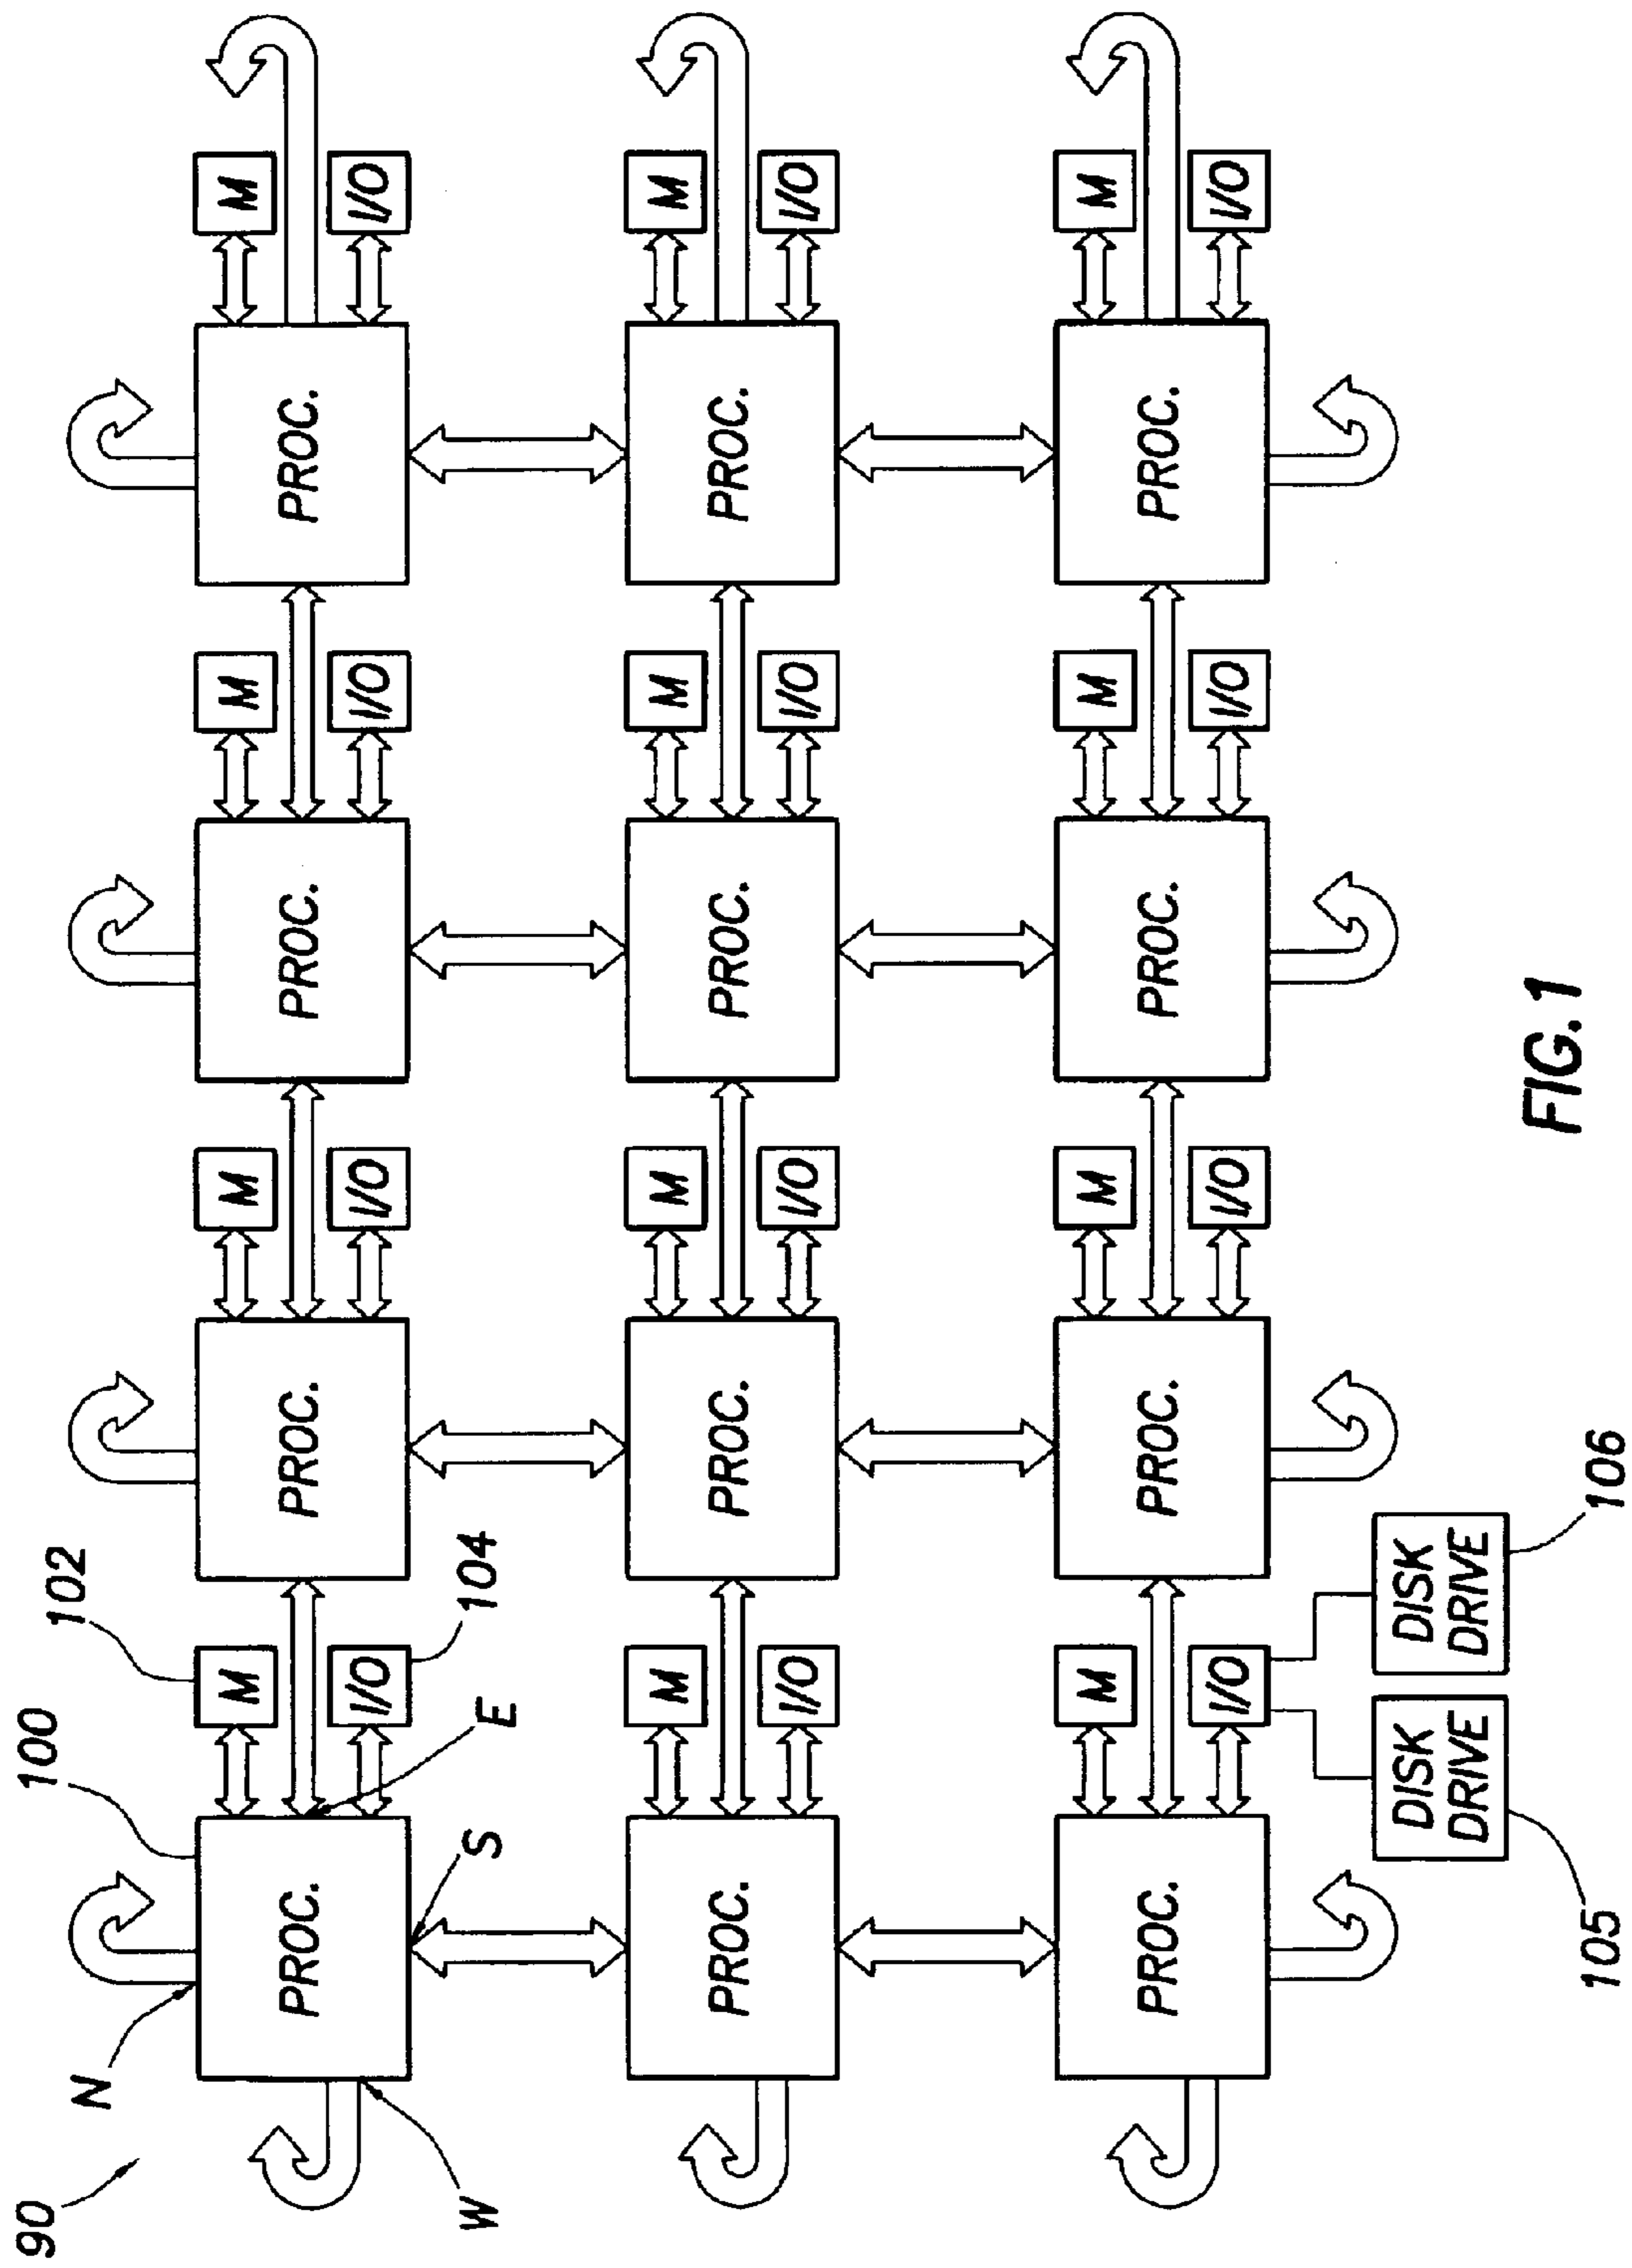 90
N
100
102
M
M
M
M
PROC.
PROC.
PROC.
PROC.
I/O
I/O
I/O
I/O
W
S
E
104
M
M
M
M
PROC.
PROC.
PROC.
PROC.
I/O
I/O
I/O
I/O
M
M
M
M
PROC.
PROC.
PROC.
PROC.
I/O
I/O
I/O
I/O
DISK
DRIVE
DISK
DRIVE
105
106
FIG. 1